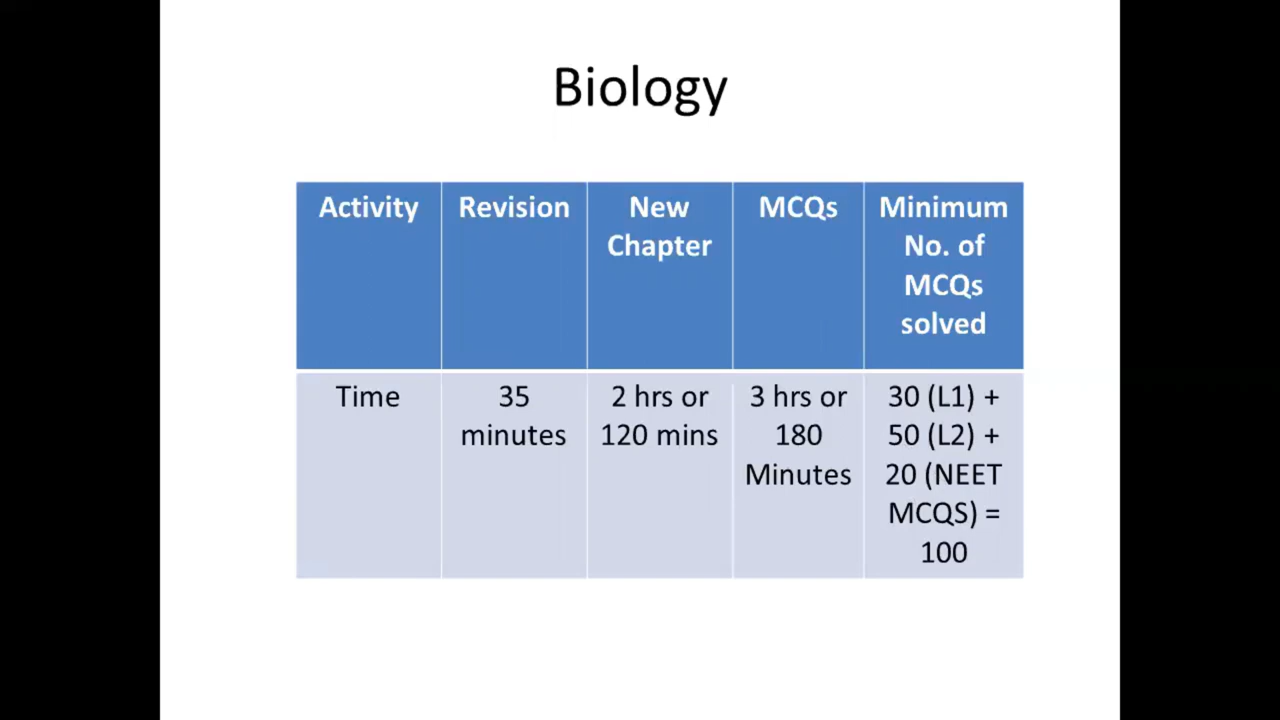 Biology
Activity
Revision
New
Chapter
MCQs
Minimum
No. of
MCQs
solved
Time
35
minutes
2 hrs or
120 mins
3 hrs or
180
Minutes
30 (L1) +
50 (L2) +
20 (NEET
MCQS) =
100